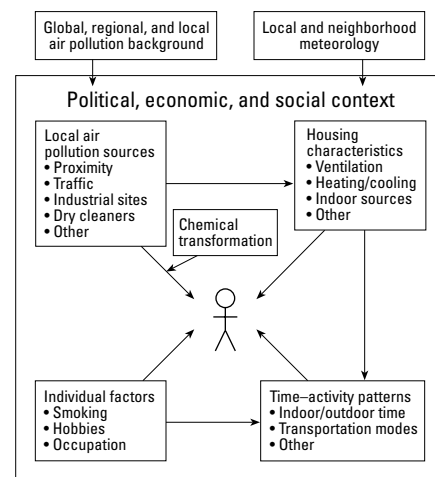 Global, regional, and local
air pollution background
Local and neighborhood
meteorology
Political, economic, and social context
Local air
pollution sources
• Proximity
• Traffic
• Industrial sites
• Dry cleaners
• Other
Housing
characteristics
• Ventilation
• Heating/cooling
• Indoor sources
• Other
Chemical
transformation
Individual factors
• Smoking
• Hobbies
• Occupation
Time–activity patterns
• Indoor/outdoor time
• Transportation modes
• Other